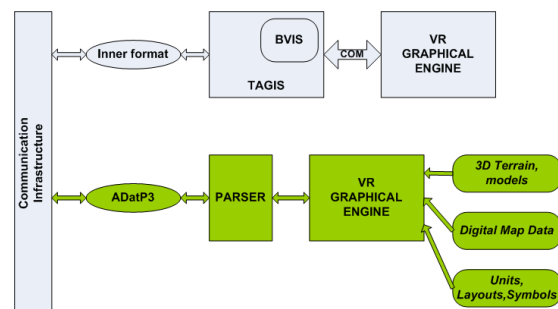 Communication
Infrastructure
Inner format
BVIS
TAGIS
COM
VR
GRAPHICAL
ENGINE
ADatP3
PARSER
VR
GRAPHICAL
ENGINE
3D Terrain,
models
Digital Map Data
Units,
Layouts,Symbols